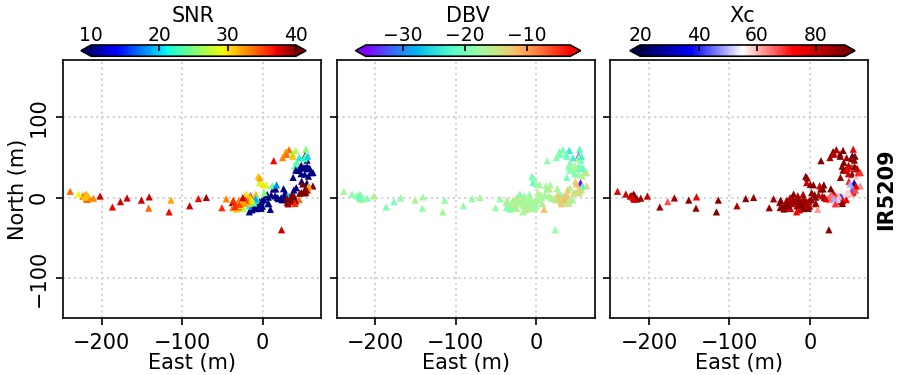 SNR DBV Xc
10 20 30 40 −30 −20 −10 20 40 60 80
North (m)
100
0
−100
−200 −100 0 −200 −100 0 −200 −100 0
East (m) East (m) East (m)
IR5209